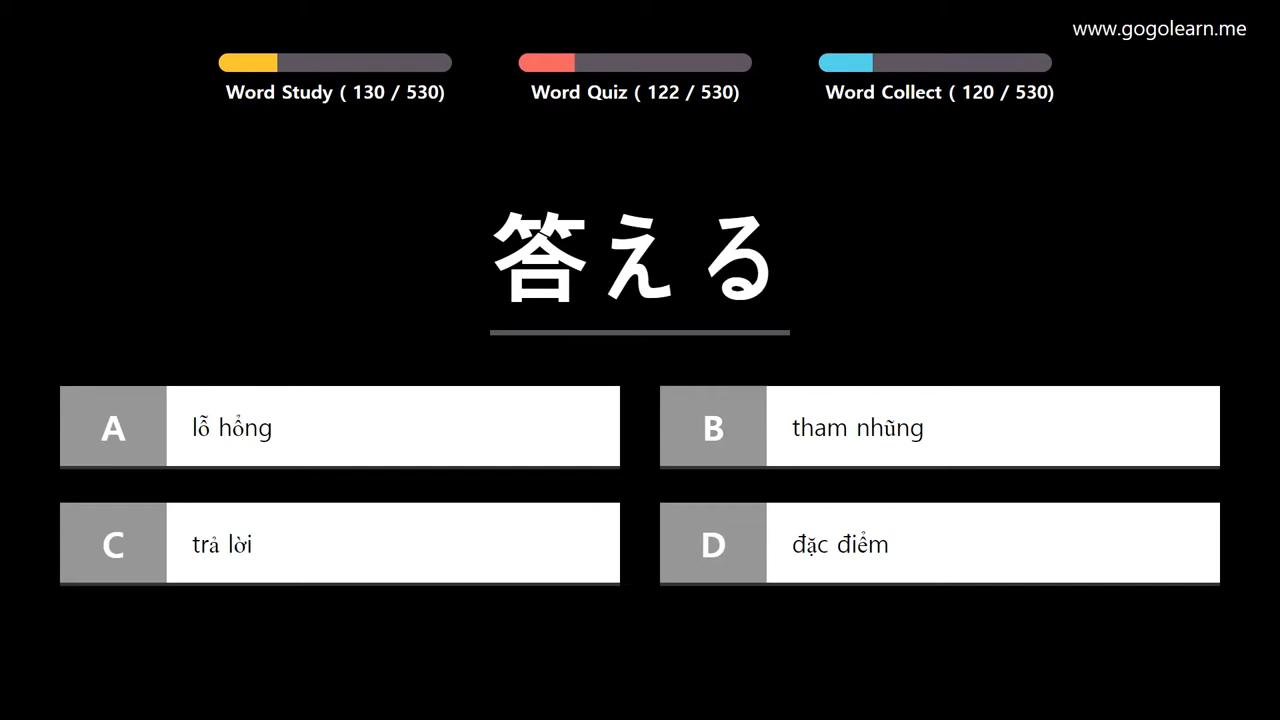 www.gogolearn.me
Word Study ( 130 / 530)
Word Quiz ( 122 / 530)
Word Collect ( 120 / 530)
答える
A lỗ hổng
B tham nhũng
C trả lời
D đặc điểm